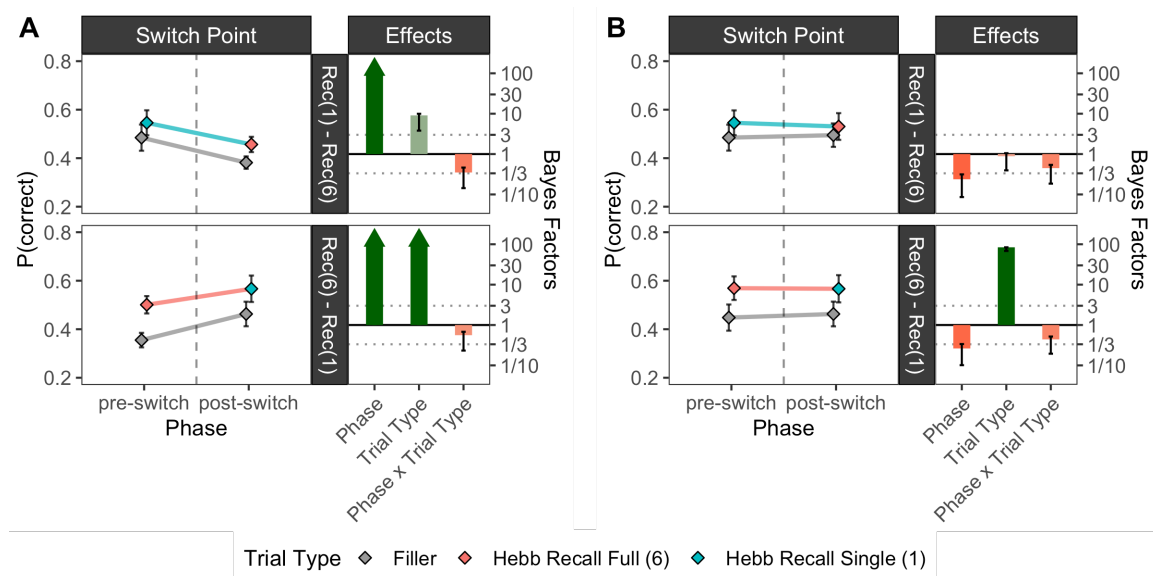 A
Switch Point
Effects
P(correct)
0.8
0.6
0.4
0.2
Rec(1) - Rec(6)
100
30
10
3
1
1/3
1/10
0.8
0.6
0.4
0.2
Rec(6) - Rec(1)
100
30
10
3
1
1/3
1/10
Bayes Factors
pre-switch post-switch
Phase
Phase
Trial Type
Phase x Trial Type
B
Switch Point
Effects
P(correct)
0.8
0.6
0.4
0.2
Rec(1) - Rec(6)
100
30
10
3
1
1/3
1/10
0.8
0.6
0.4
0.2
Rec(6) - Rec(1)
100
30
10
3
1
1/3
1/10
Bayes Factors
pre-switch post-switch
Phase
Phase
Trial Type
Phase x Trial Type
Trial Type Filler Hebb Recall Full (6) Hebb Recall Single (1)